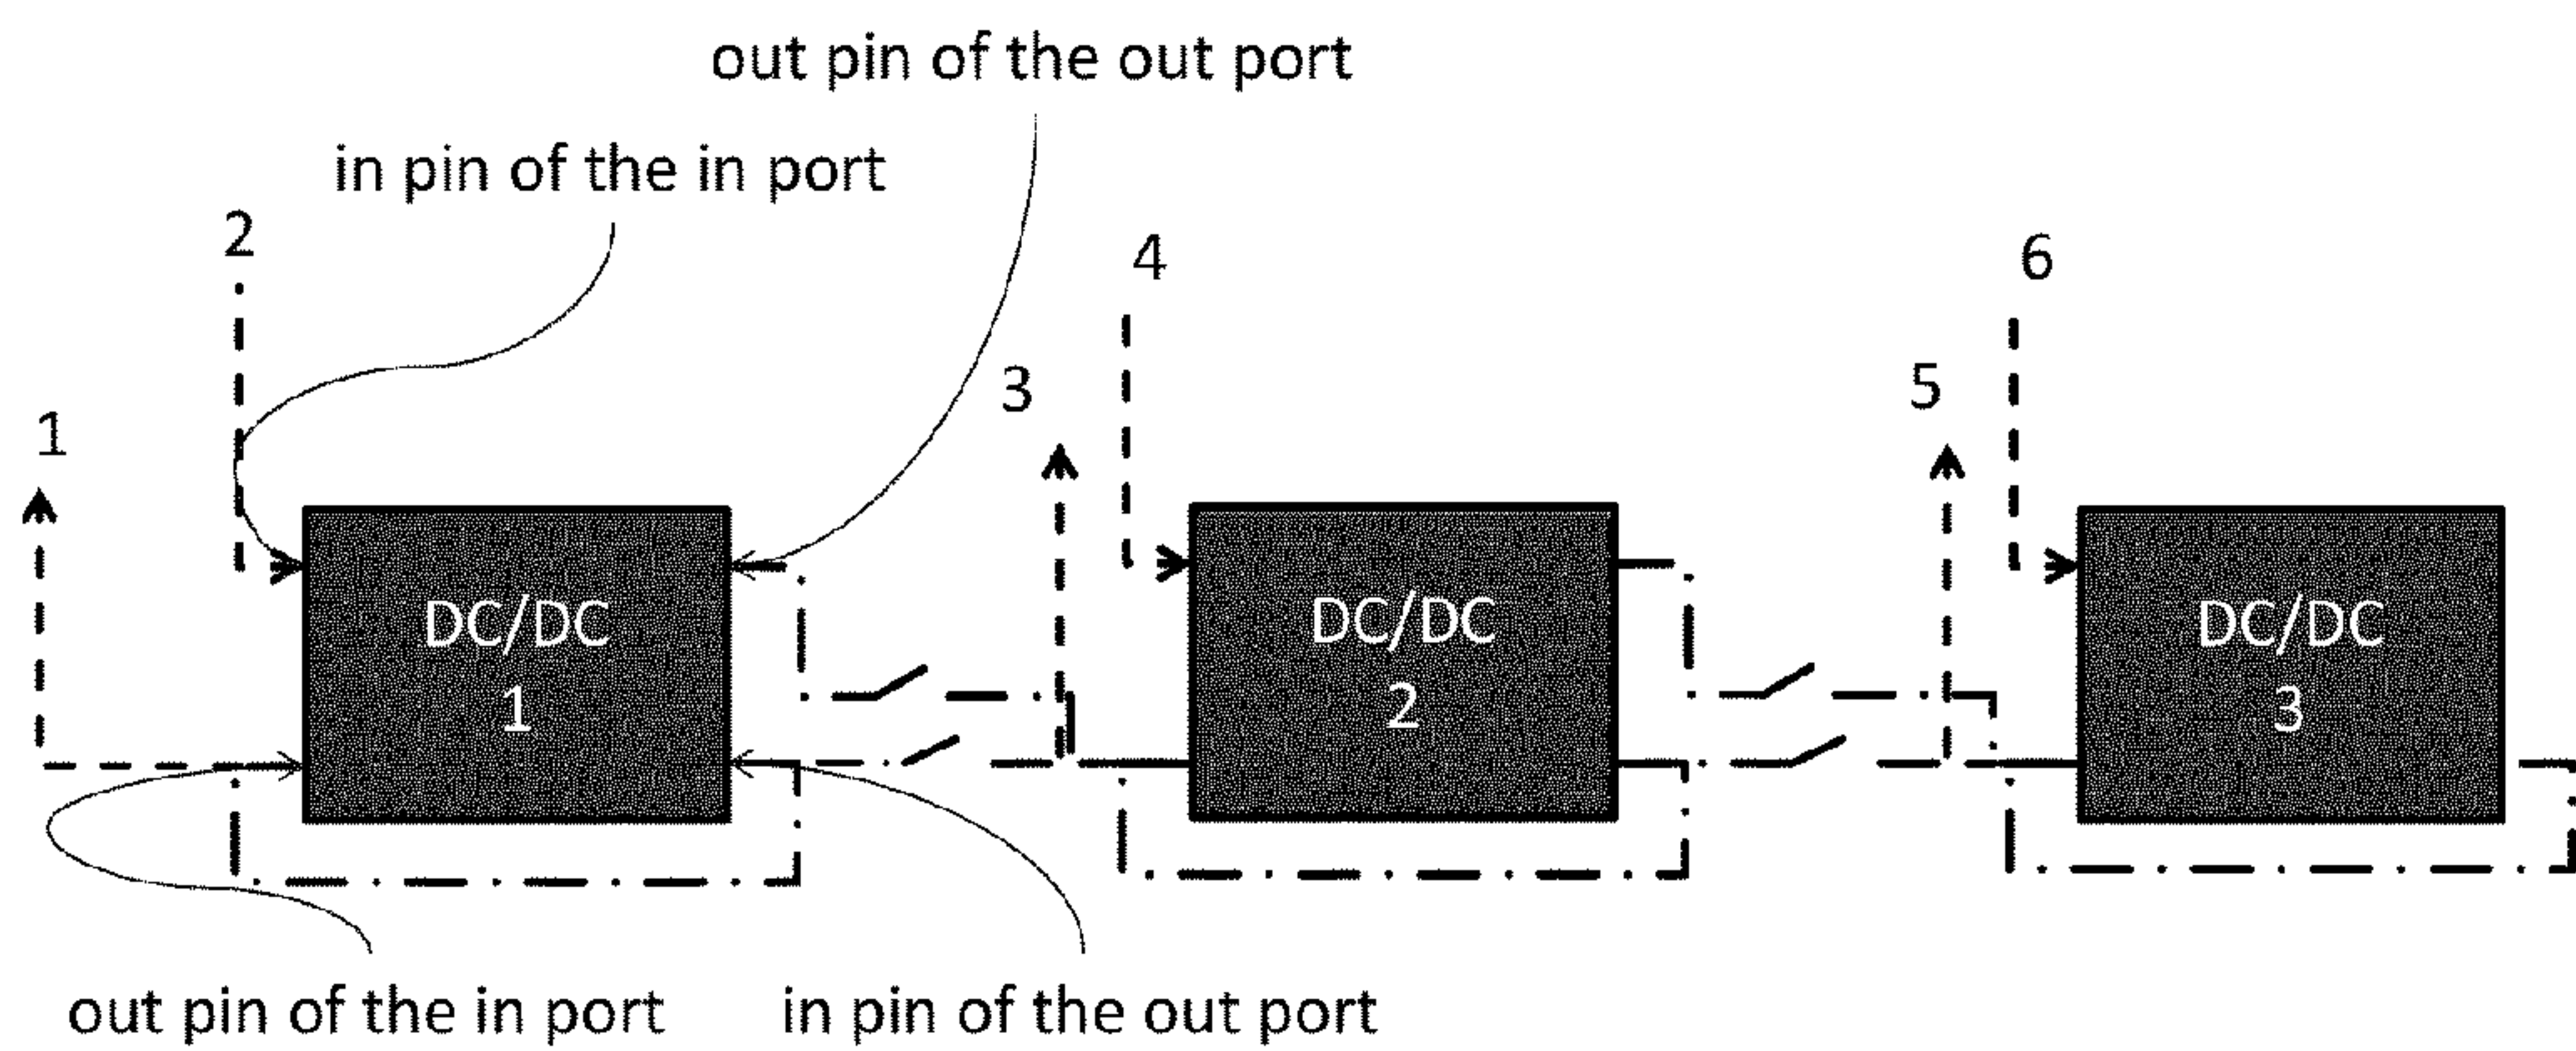 out pin of the out port
in pin of the in port
2
4
6
3
5
1
DC/DC
1
DC/DC
2
DC/DC
3
out pin of the in port
in pin of the out port